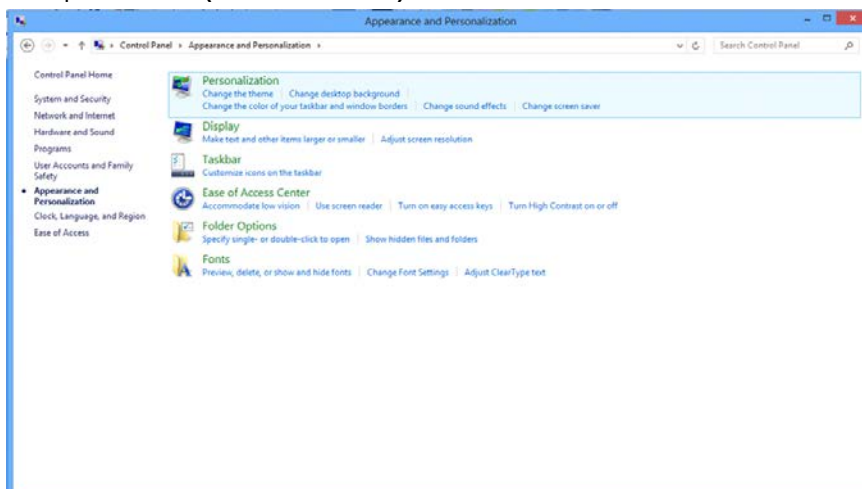 Appearance and Personalization
Control Panel › Appearance and Personalization ›
Search Control Panel
Control Panel Home
System and Security
Network and Internet
Hardware and Sound
Programs
User Accounts and Family
Safety
Appearance and
Personalization
Clock, Language, and Region
Ease of Access
Personalization
Change the theme | Change desktop background |
Change the color of your taskbar and window borders | Change sound effects | Change screen saver
Display
Make text and other items larger or smaller | Adjust screen resolution
Taskbar
Customize icons on the taskbar
Ease of Access Center
Accommodate low vision | Use screen reader | Turn on easy access keys | Turn High Contrast on or off
Folder Options
Specify single- or double-click to open | Show hidden files and folders
Fonts
Preview, delete, or show and hide fonts | Change Font Settings | Adjust ClearType text